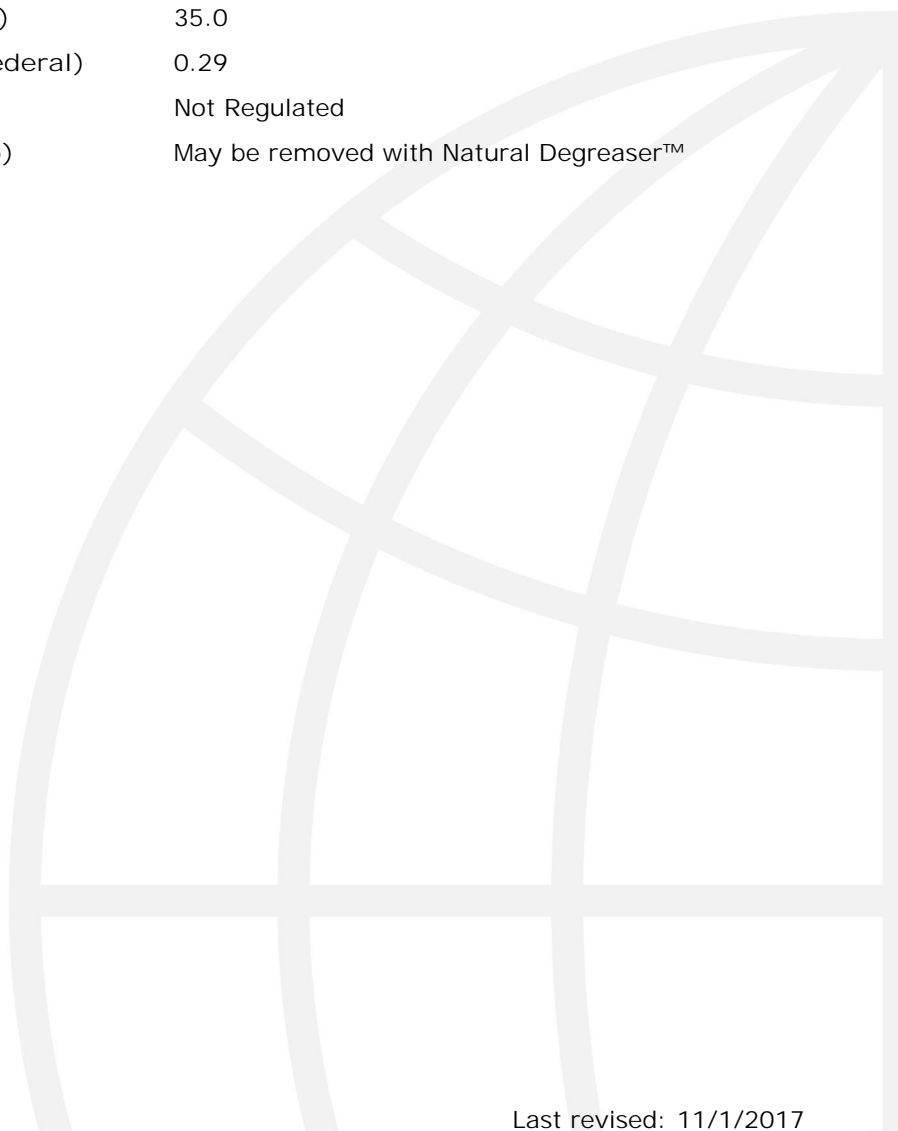 ) 35.0
ederal) 0.29
Not Regulated
) May be removed with Natural Degreaser™
Last revised: 11/1/2017